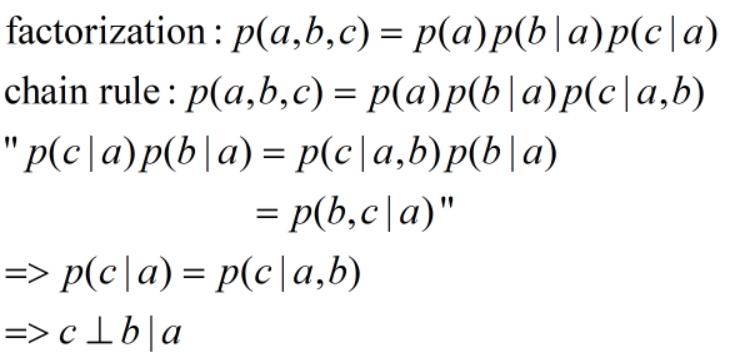 factorization : p(a,b,c) = p(a)p(b|a)p(c|a)
chain rule : p(a,b,c) = p(a)p(b|a)p(c|a,b)
"p(c|a)p(b|a) = p(c|a,b)p(b|a)
= p(b,c|a)"
=> p(c|a) = p(c|a,b)
=> c ⊥ b|a